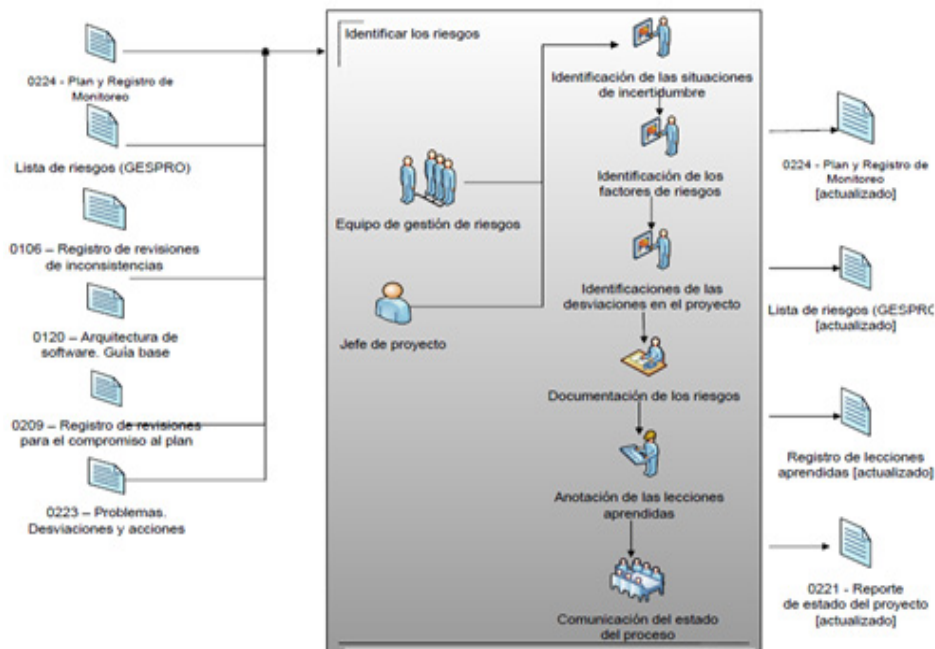 0224 - Plan y Registro de
Monitoreo
Lista de riesgos (GESPRO)
0106 – Registro de revisiones
de inconsistencias
0120 – Arquitectura de
software. Guía base
0209 – Registro de revisiones
para el compromiso al plan
0223 – Problemas.
Desviaciones y acciones
Identificar los riesgos
Equipo de gestión de riesgos
Jefe de proyecto
Identificación de las situaciones
de incertidumbre
Identificación de los
factores de riesgos
Identificaciones de las
desviaciones en el proyecto
Documentación de los riesgos
Anotación de las lecciones
aprendidas
Comunicación del estado
del proceso
0224 - Plan y Registro de
Monitoreo
[actualizado]
Lista de riesgos (GESPRO
[actualizado]
Registro de lecciones
aprendidas [actualizado]
0221 - Reporte
de estado del proyecto
[actualizado]